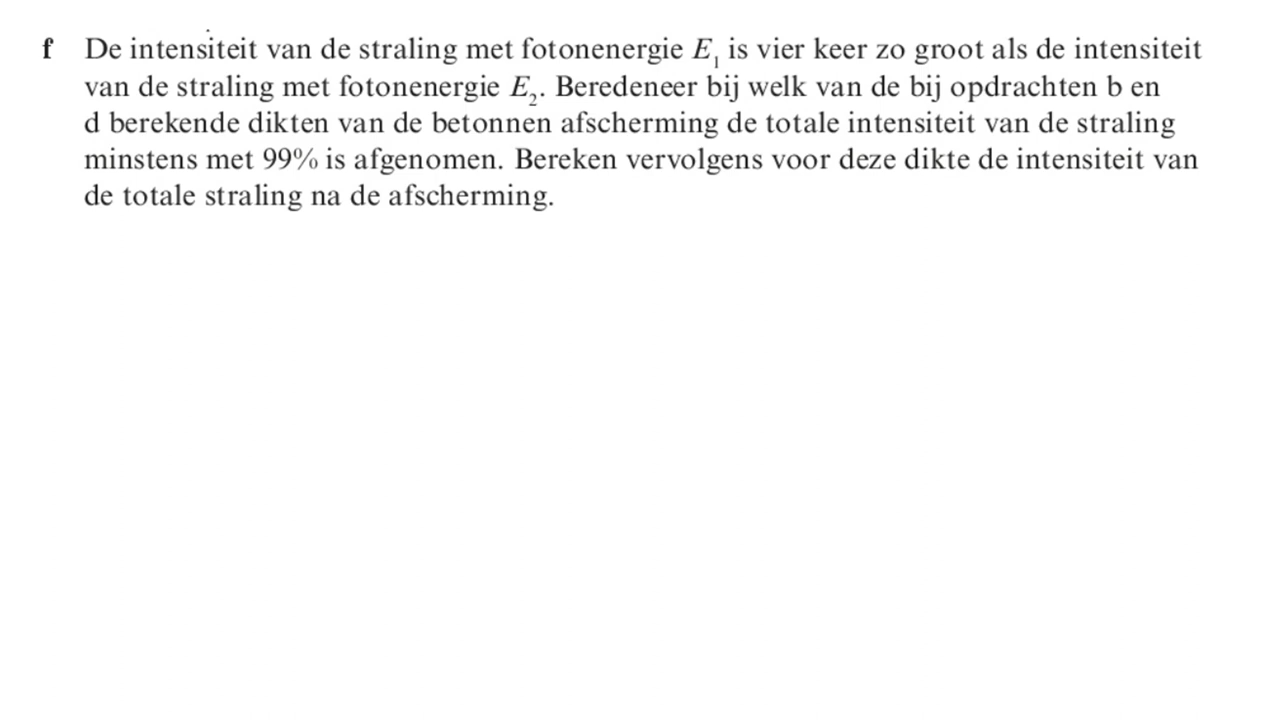 f De intensiteit van de straling met fotonenergie E₁ is vier keer zo groot als de intensiteit
van de straling met fotonenergie E₂. Beredeneer bij welk van de bij opdrachten b en
d berekende dikten van de betonnen afscherming de totale intensiteit van de straling
minstens met 99% is afgenomen. Bereken vervolgens voor deze dikte de intensiteit van
de totale straling na de afscherming.